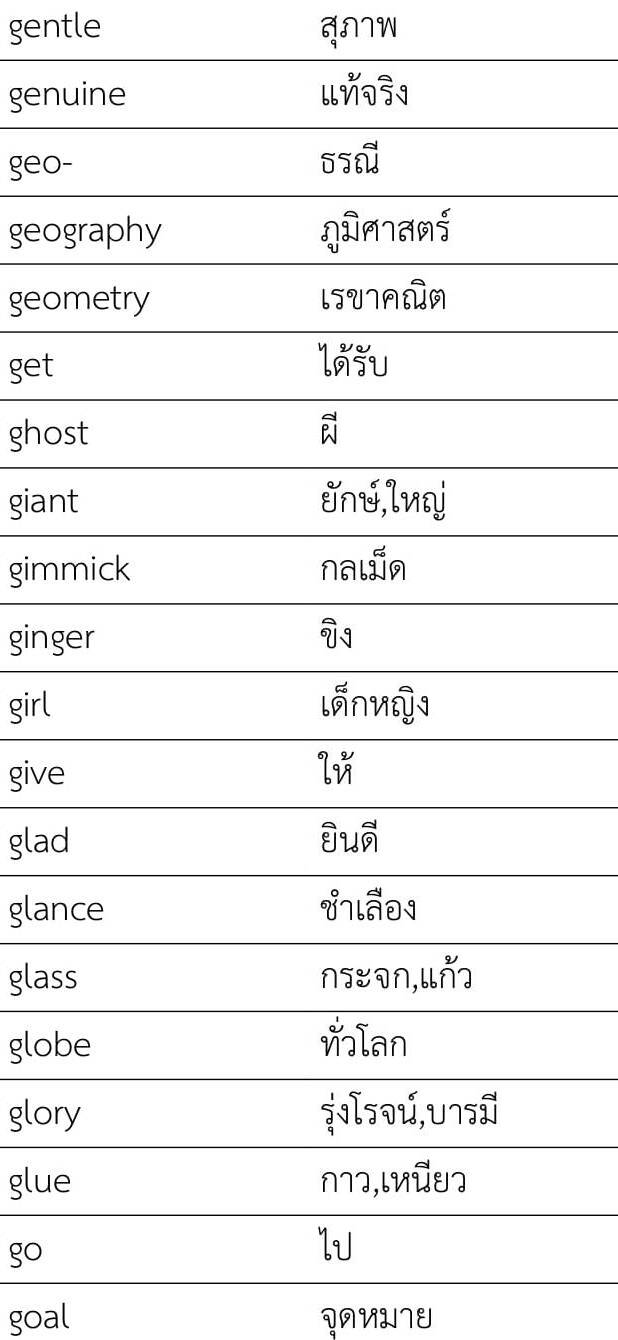 gentle สุภาพ
genuine แท้จริง
geo- ธรณี
geography ภูมิศาสตร์
geometry เรขาคณิต
get ได้รับ
ghost ผี
giant ยักษ์,ใหญ่
gimmick กลเม็ด
ginger ขิง
girl เด็กหญิง
give ให้
glad ยินดี
glance ชำเลือง
glass กระจก,แก้ว
globe ทั่วโลก
glory รุ่งโรจน์,บารมี
glue กาว,เหนียว
go ไป
goal จุดหมาย